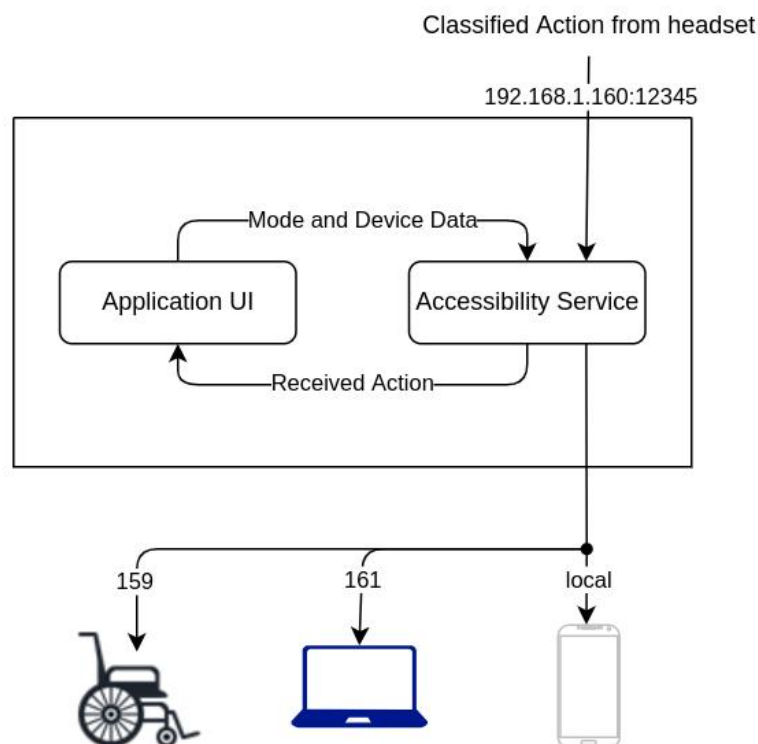 Classified Action from headset
192.168.1.160:12345
Mode and Device Data
Application UI
Accessibility Service
Received Action
159
161
local